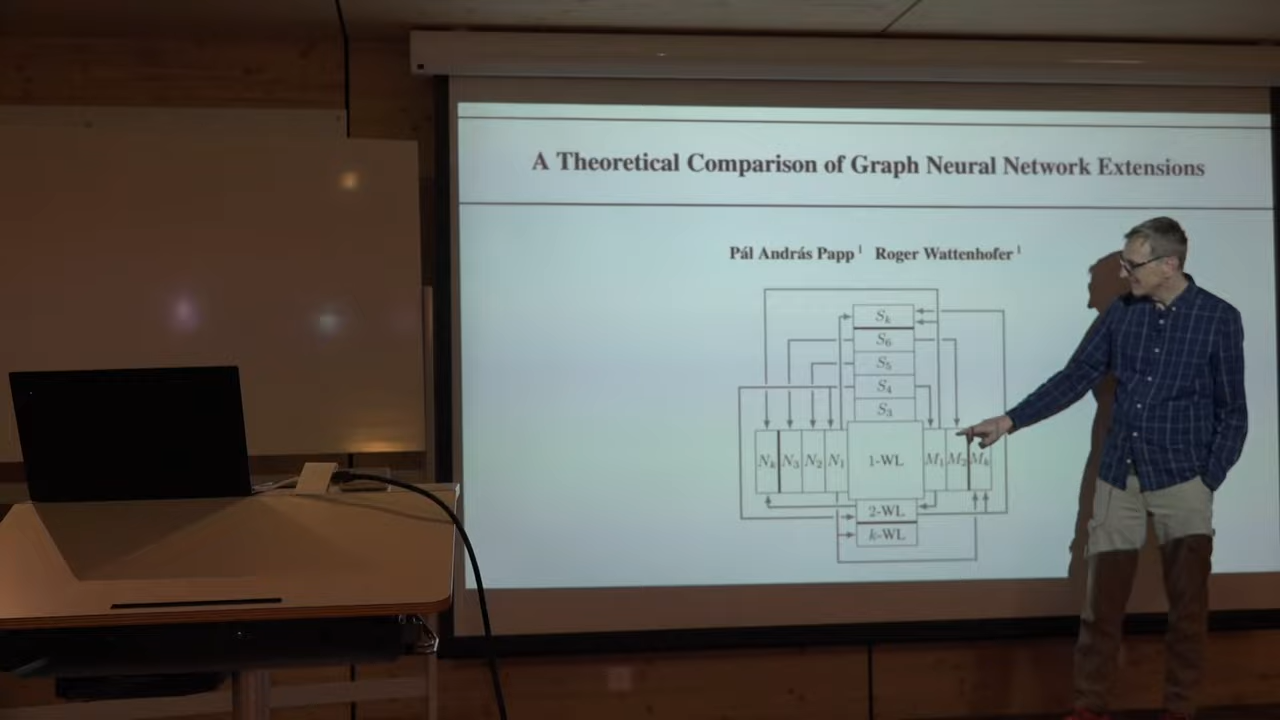 A Theoretical Comparison of Graph Neural Network Extensions
Pál András Papp ¹ Roger Wattenhofer ¹
S_k
S_6
S_5
S_4
S_3
N_k N_3 N_2 N_1 1-WL M_1 M_2 M_k
2-WL
k-WL